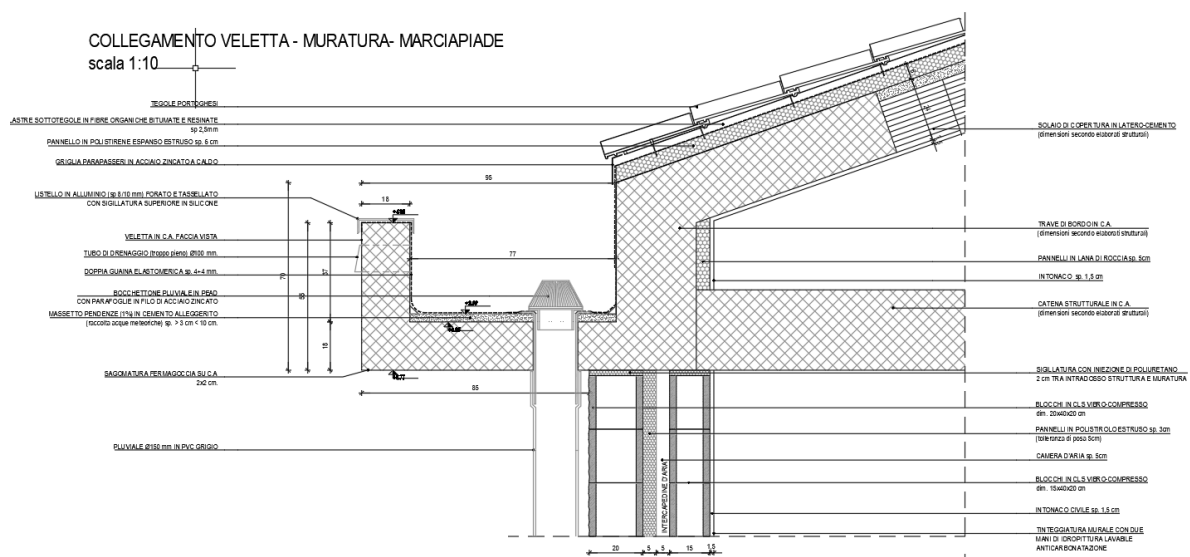 COLLEGAMENTO VELETTA - MURATURA- MARCIAPIADE
scala 1:10
TEGOLE PORTOGHESI
LASTRE SOTTOTEGOLE IN FIBRE ORGANICHE BITUMATE E RESINATE
sp 2,5mm
PANNELLO IN POLISTIRENE ESPANSO ESTRUSO sp. 6 cm
GRIGLIA PARAPASSERI IN ACCIAIO ZINCATO A CALDO
LISTELLO IN ALLUMINIO (sp 8/10 mm) FORATO E TASSELLATO
CON SIGILLATURA SUPERIORE IN SILICONE
VELETTA IN C.A. FACCIA VISTA
TUBO DI DRENAGGIO (troppo pieno) Ø100 mm.
DOPPIA GUAINA ELASTOMERICA sp. 4+4 mm.
BOCCHETTONE PLUVIALE IN PEAD
CON PARAFOGLIE IN FILO DI ACCIAIO ZINCATO
MASSETTO PENDENZE (1%) IN CEMENTO ALLEGGERITO
(raccolta acque meteoriche) sp. > 3 cm < 10 cm.
SAGOMATURA FERMAGOCCIA SU C.A
2x2 cm.
PLUVIALE Ø150 mm IN PVC GRIGIO
95
18
77
70
55
37
18
85
SOLAIO DI COPERTURA IN LATERO-CEMENTO
(dimensioni secondo elaborati strutturali)
TRAVE DI BORDO IN C.A.
(dimensioni secondo elaborati strutturali)
PANNELLI IN LANA DI ROCCIA sp. 5cm
INTONACO sp. 1,5 cm
CATENA STRUTTURALE IN C.A.
(dimensioni secondo elaborati strutturali)
SIGILLATURA CON INIEZIONE DI POLIURETANO
2 cm TRA INTRADOSSO STRUTTURA E MURATURA
BLOCCHI IN CLS VIBRO-COMPRESSO
dim. 20x40x20 cm
PANNELLI IN POLISTIROLO ESTRUSO sp. 3cm
(tolleranza di posa 5cm)
CAMERA D'ARIA sp. 5cm
BLOCCHI IN CLS VIBRO-COMPRESSO
dim. 15x40x20 cm
INTONACO CIVILE sp. 1,5 cm
TINTEGGIATURA MURALE CON DUE
MANI DI IDROPITTURA LAVABILE
ANTICARBONATAZIONE
INTERCAPEDINE D'ARIA
20
5
5
15
1,5